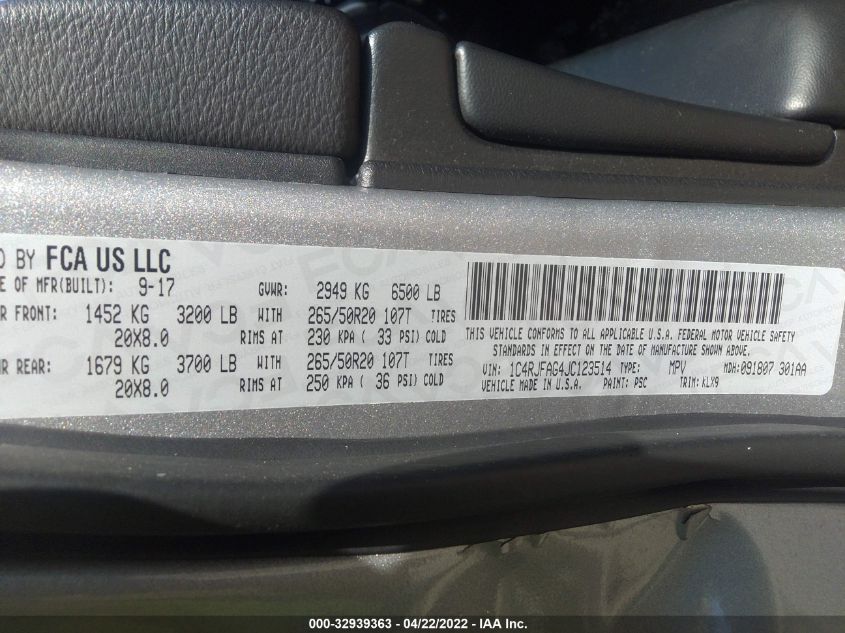 D BY FCA US LLC
E OF MFR(BUILT): 9-17 GVWR: 2949 KG 6500 LB
R FRONT: 1452 KG 3200 LB WITH 265/50R20 107T TIRES
20X8.0 RIMS AT 230 KPA ( 33 PSI) COLD
R REAR: 1679 KG 3700 LB WITH 265/50R20 107T TIRES
20X8.0 RIMS AT 250 KPA ( 36 PSI) COLD
THIS VEHICLE CONFORMS TO ALL APPLICABLE U.S.A. FEDERAL MOTOR VEHICLE SAFETY
STANDARDS IN EFFECT ON THE DATE OF MANUFACTURE SHOWN ABOVE.
VIN: 1C4RJFAG4JC123514 TYPE: MPV MDH: 091807 301AA
VEHICLE MADE IN U.S.A. PAINT: PSC TRIM: KLX9
000-32939363 - 04/22/2022 - IAA Inc.